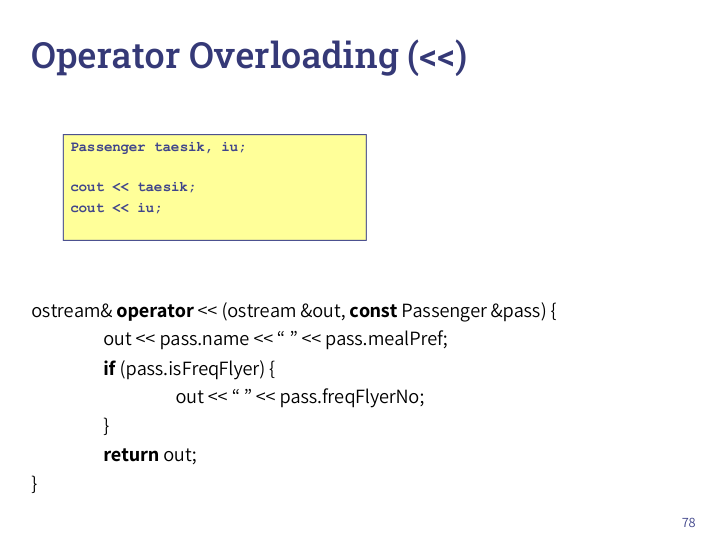 Operator Overloading (<<)
Passenger taesik, iu;
cout << taesik;
cout << iu;
ostream& operator << (ostream &out, const Passenger &pass) {
out << pass.name << “ ” << pass.mealPref;
if (pass.isFreqFlyer) {
out << “ ” << pass.freqFlyerNo;
}
return out;
}
78